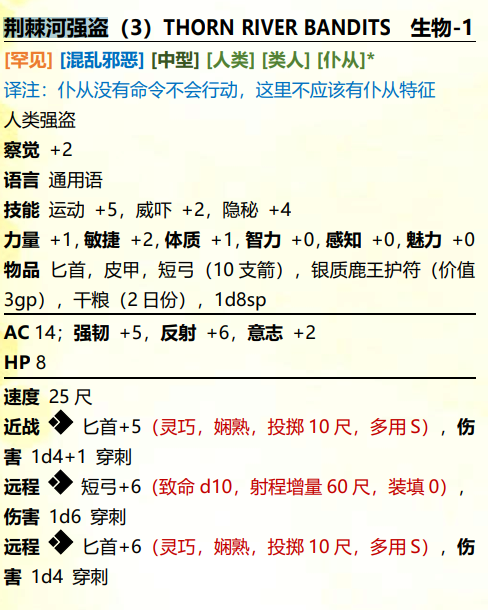 荆棘河强盗（3）THORN RIVER BANDITS 生物-1
[罕见] [混乱邪恶] [中型] [人类] [类人] [仆从]*
译注：仆从没有命令不会行动，这里不应该有仆从特征
人类强盗
察觉 +2
语言 通用语
技能 运动 +5，威吓 +2，隐秘 +4
力量 +1, 敏捷 +2, 体质 +1, 智力 +0, 感知 +0, 魅力 +0
物品 匕首，皮甲，短弓（10 支箭），银质鹿王护符（价值
3gp），干粮（2 日份），1d8sp
AC 14；强韧 +5，反射 +6，意志 +2
HP 8
速度 25 尺
近战 匕首+5（灵巧，娴熟，投掷 10 尺，多用 S），伤
害 1d4+1 穿刺
远程 短弓+6（致命 d10，射程增量 60 尺，装填 0），
伤害 1d6 穿刺
远程 匕首+6（灵巧，娴熟，投掷 10 尺，多用 S），伤
害 1d4 穿刺